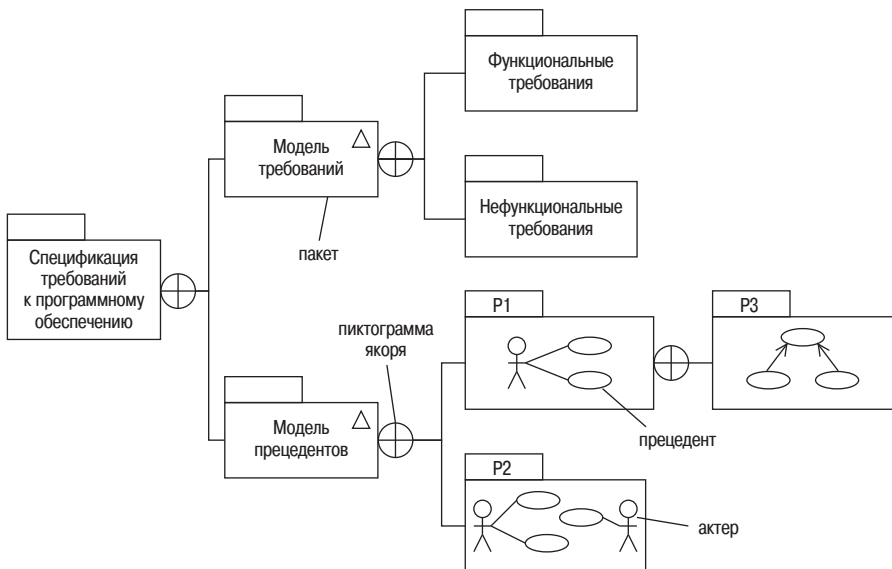 Функциональные
требования
Модель
требований
Нефункциональные
требования
пакет
Спецификация
требований
к программному
обеспечению
пиктограмма
якоря
P1
P3
прецедент
Модель
прецедентов
P2
актер